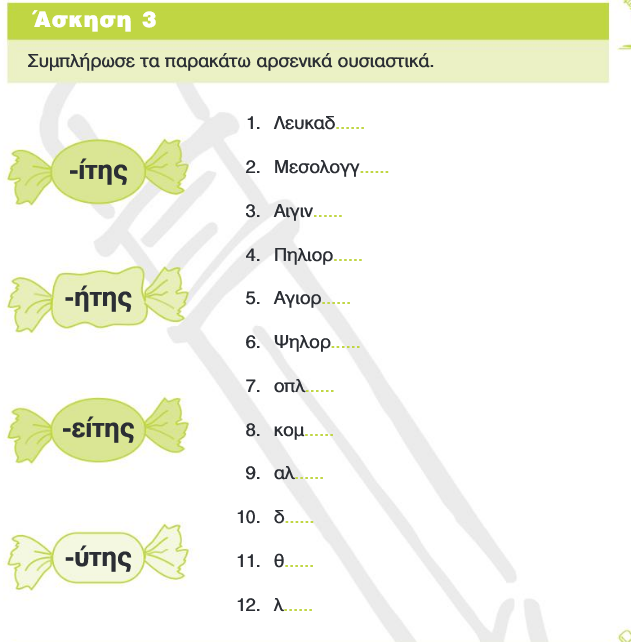 Άσκηση 3
Συμπλήρωσε τα παρακάτω αρσενικά ουσιαστικά.
-ίτης
-ήτης
-είτης
-ύτης
1. Λευκαδ......
2. Μεσολογγ......
3. Αιγιν......
4. Πηλιορ......
5. Αγιορ......
6. Ψηλορ......
7. οπλ......
8. κομ......
9. αλ......
10. δ......
11. θ......
12. λ......